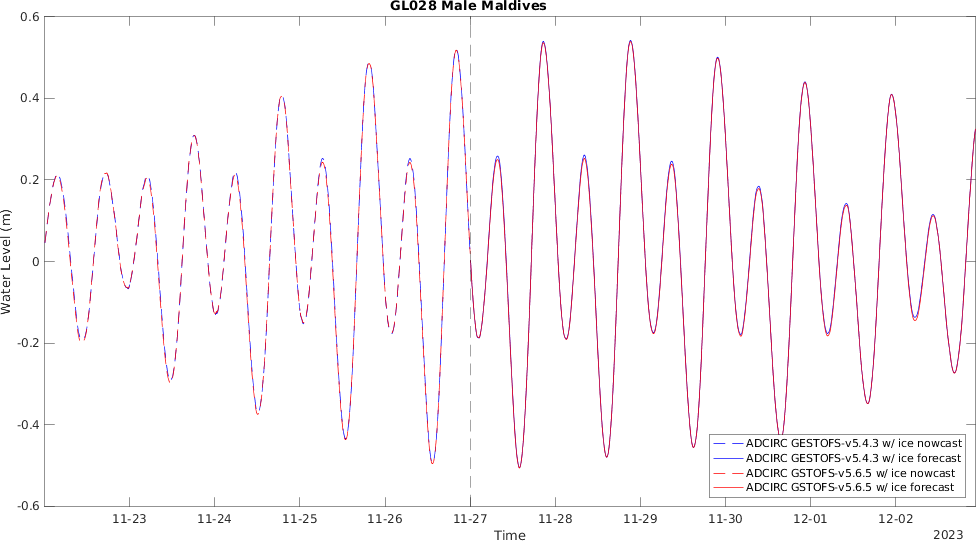 GL028 Male Maldives
0.6
0.4
0.2
0
-0.2
-0.4
-0.6
Water Level (m)
11-23
11-24
11-25
11-26
11-27
11-28
11-29
11-30
12-01
12-02
Time
2023
ADCIRC GESTOFS-v5.4.3 w/ ice nowcast
ADCIRC GESTOFS-v5.4.3 w/ ice forecast
ADCIRC GSTOFS-v5.6.5 w/ ice nowcast
ADCIRC GSTOFS-v5.6.5 w/ ice forecast